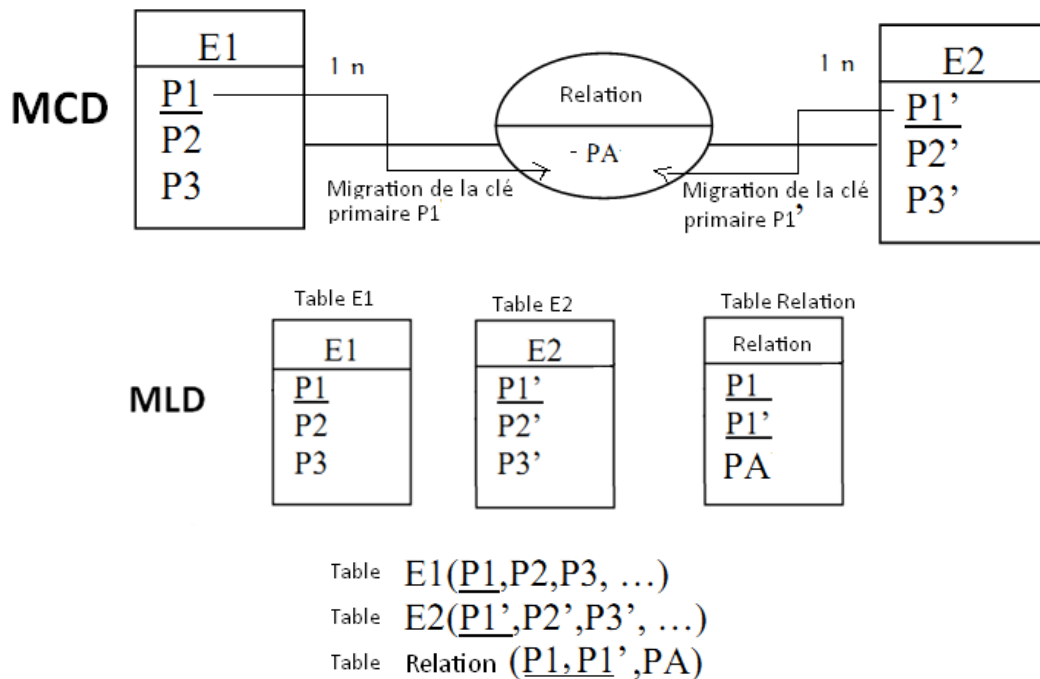 MCD
E1
P1
P2
P3
1 n
Relation
- PA
1 n
E2
P1’
P2’
P3’
Migration de la clé
primaire P1
Migration de la clé
primaire P1’
MLD
Table E1
E1
P1
P2
P3
Table E2
E2
P1’
P2’
P3’
Table Relation
Relation
P1
P1’
PA
Table E1(P1,P2,P3, …)
Table E2(P1’,P2’,P3’, …)
Table Relation (P1,P1’,PA)